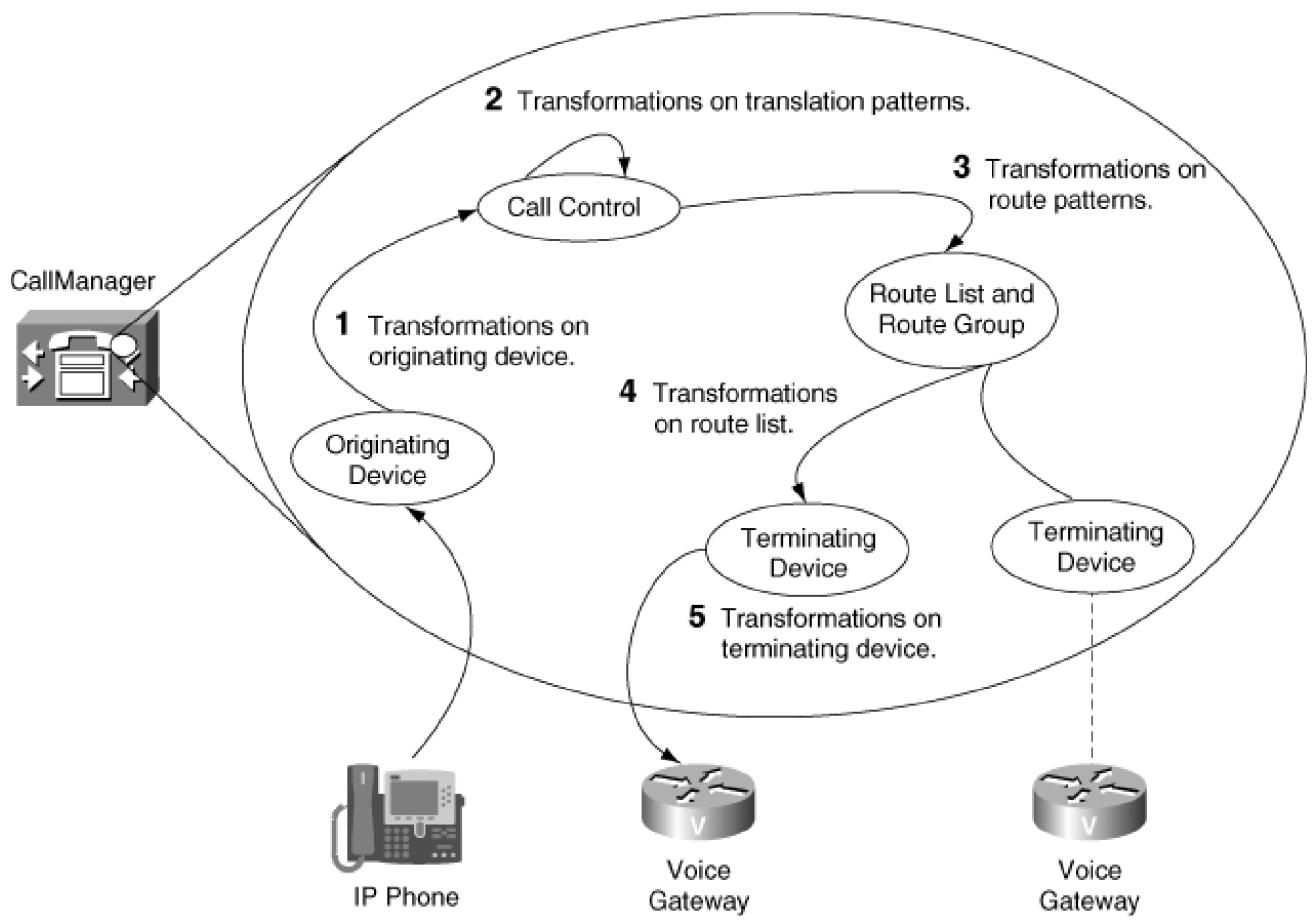 2 Transformations on translation patterns.
3 Transformations on
route patterns.
Call Control
CallManager
Route List and
Route Group
1 Transformations on
originating device.
4 Transformations
on route list.
Originating
Device
Terminating
Device
Terminating
Device
5 Transformations on
terminating device.
V
V
IP Phone
Voice
Gateway
Voice
Gateway